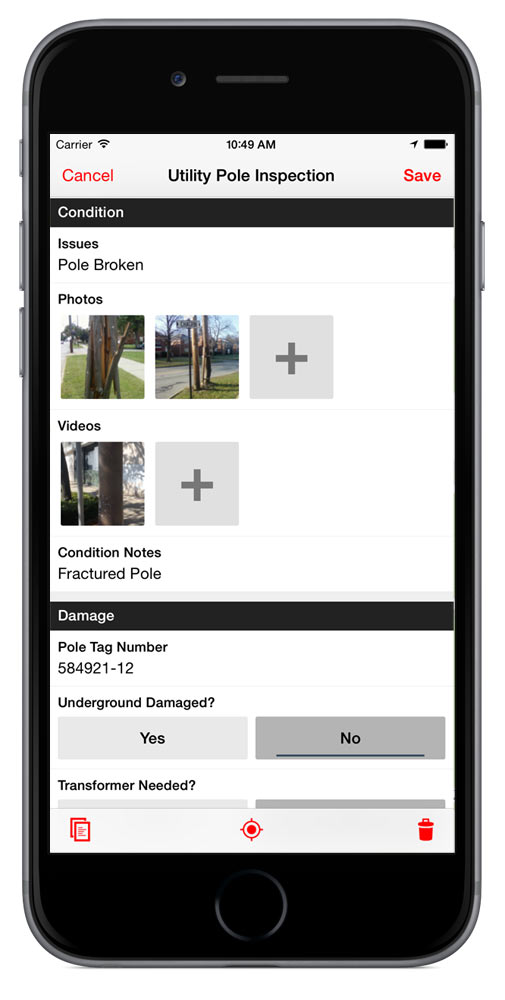 Carrier 10:49 AM
Cancel Utility Pole Inspection Save
Condition
Issues
Pole Broken
Photos
Videos
Condition Notes
Fractured Pole
Damage
Pole Tag Number
584921-12
Underground Damaged?
Yes No
Transformer Needed?